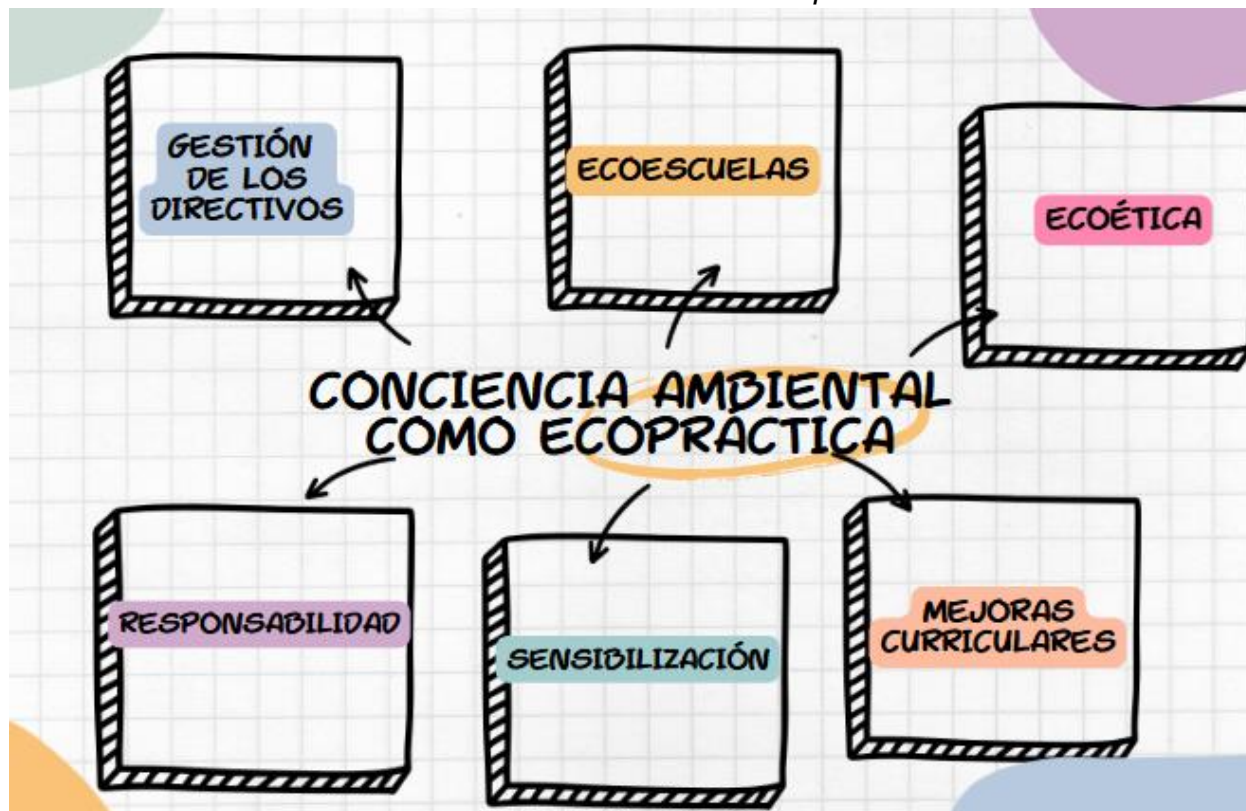 GESTIÓN
DE LOS
DIRECTIVOS
ECOESCUELAS
ECOÉTICA
CONCIENCIA AMBIENTAL
COMO ECOPRÁCTICA
RESPONSABILIDAD
SENSIBILIZACIÓN
MEJORAS
CURRICULARES